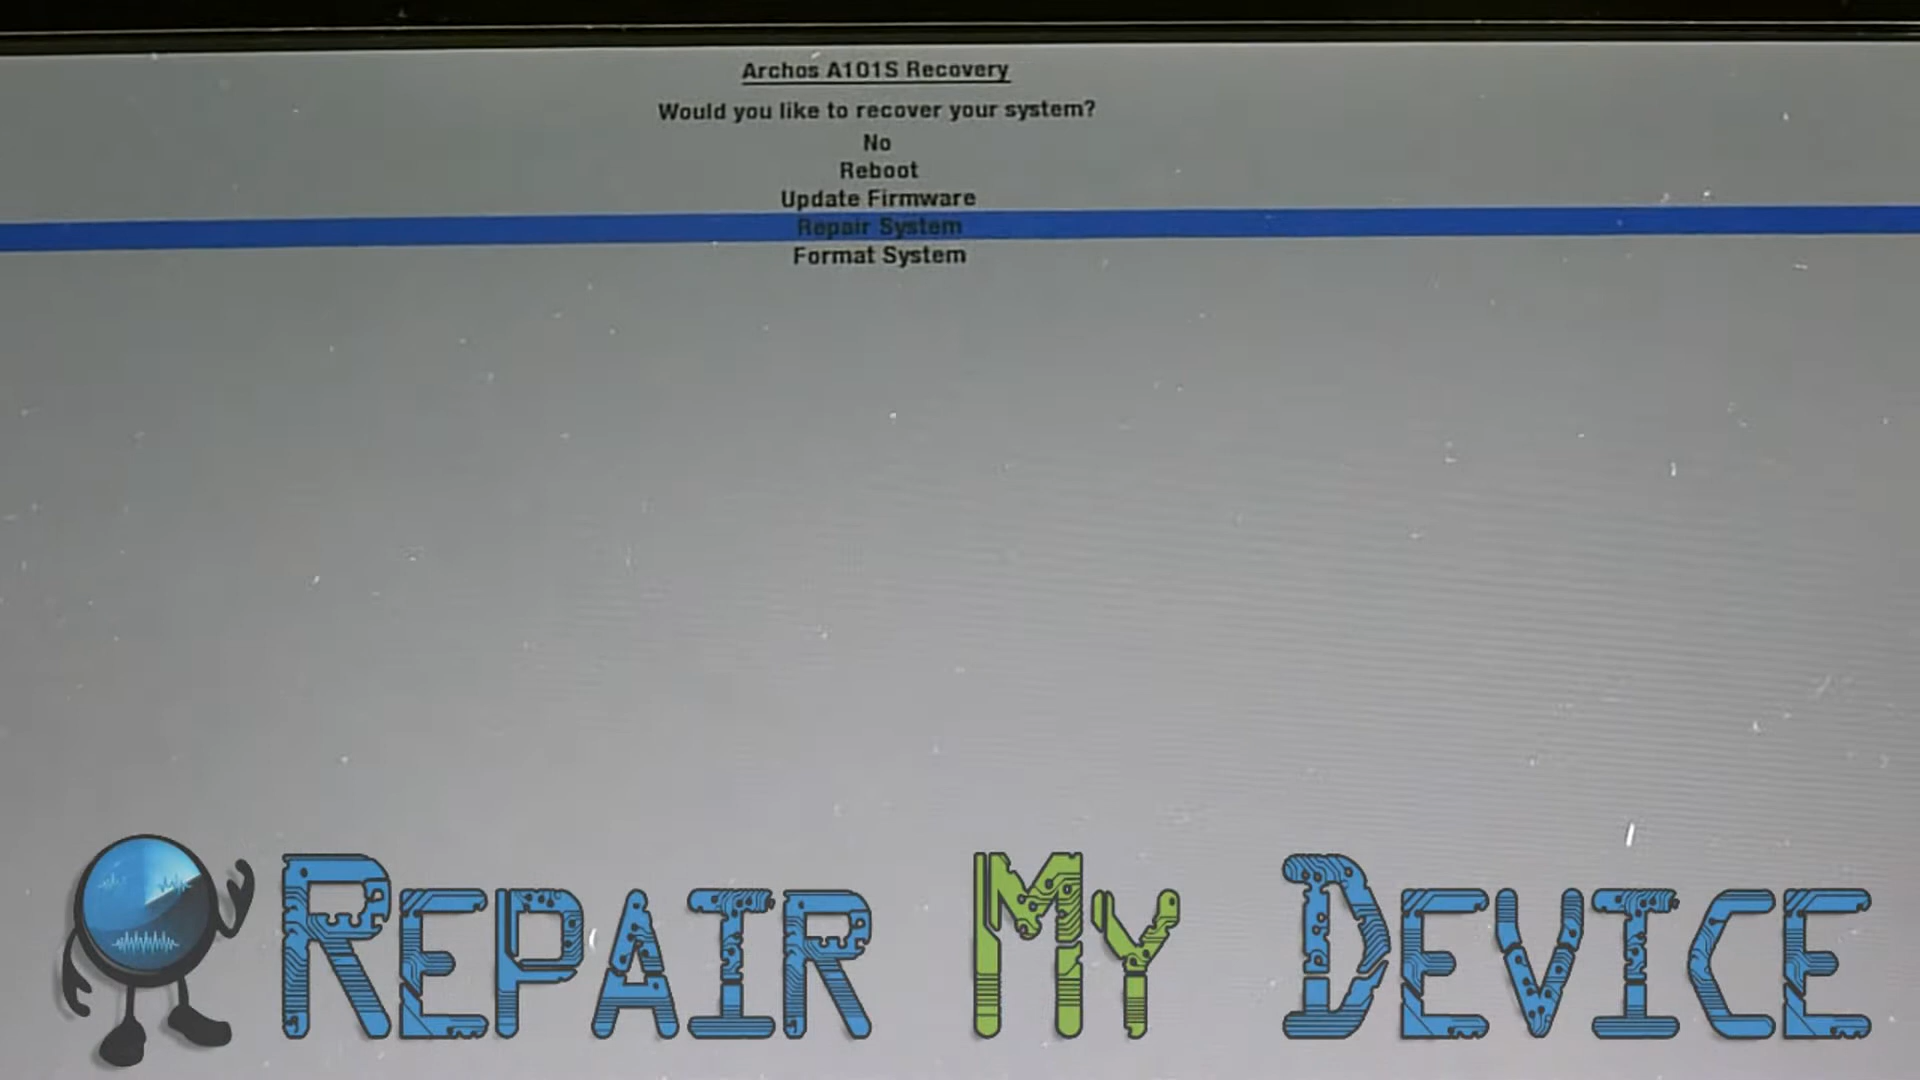 Archos A101S Recovery
Would you like to recover your system?
No
Reboot
Update Firmware
Repair System
Format System
REPAIR MY DEVICE